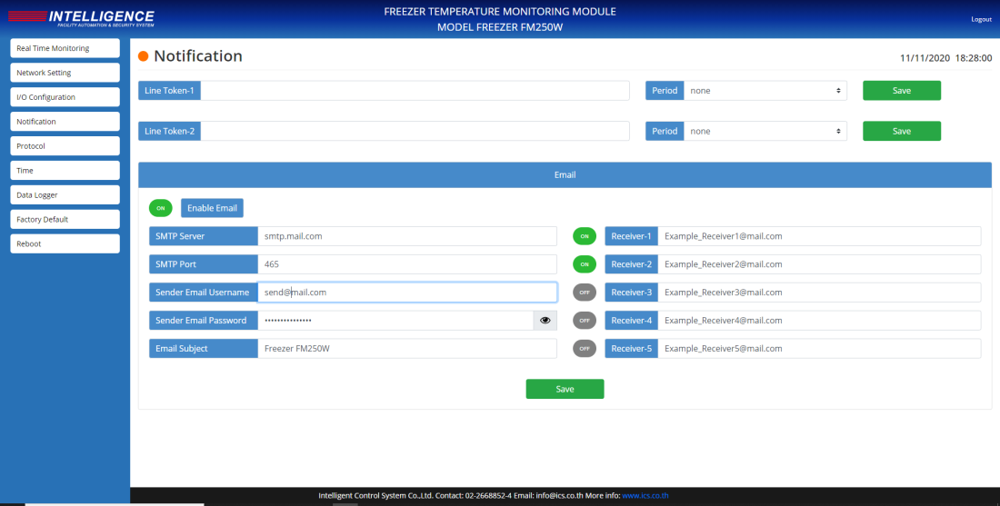 INTELLIGENCE
FACILITY AUTOMATION & SECURITY SYSTEM
FREEZER TEMPERATURE MONITORING MODULE
MODEL FREEZER FM250W
Logout
Real Time Monitoring
Network Setting
I/O Configuration
Notification
Protocol
Time
Data Logger
Factory Default
Reboot
Notification
11/11/2020 18:28:00
Line Token-1 Period none Save
Line Token-2 Period none Save
Email
ON Enable Email
SMTP Server smtp.mail.com ON Receiver-1 Example_Receiver1@mail.com
SMTP Port 465 ON Receiver-2 Example_Receiver2@mail.com
Sender Email Username send@mail.com OFF Receiver-3 Example_Receiver3@mail.com
Sender Email Password ••••••••••••••• OFF Receiver-4 Example_Receiver4@mail.com
Email Subject Freezer FM250W OFF Receiver-5 Example_Receiver5@mail.com
Save
Intelligent Control System Co.,Ltd. Contact: 02-2668852-4 Email: info@ics.co.th More info: www.ics.co.th